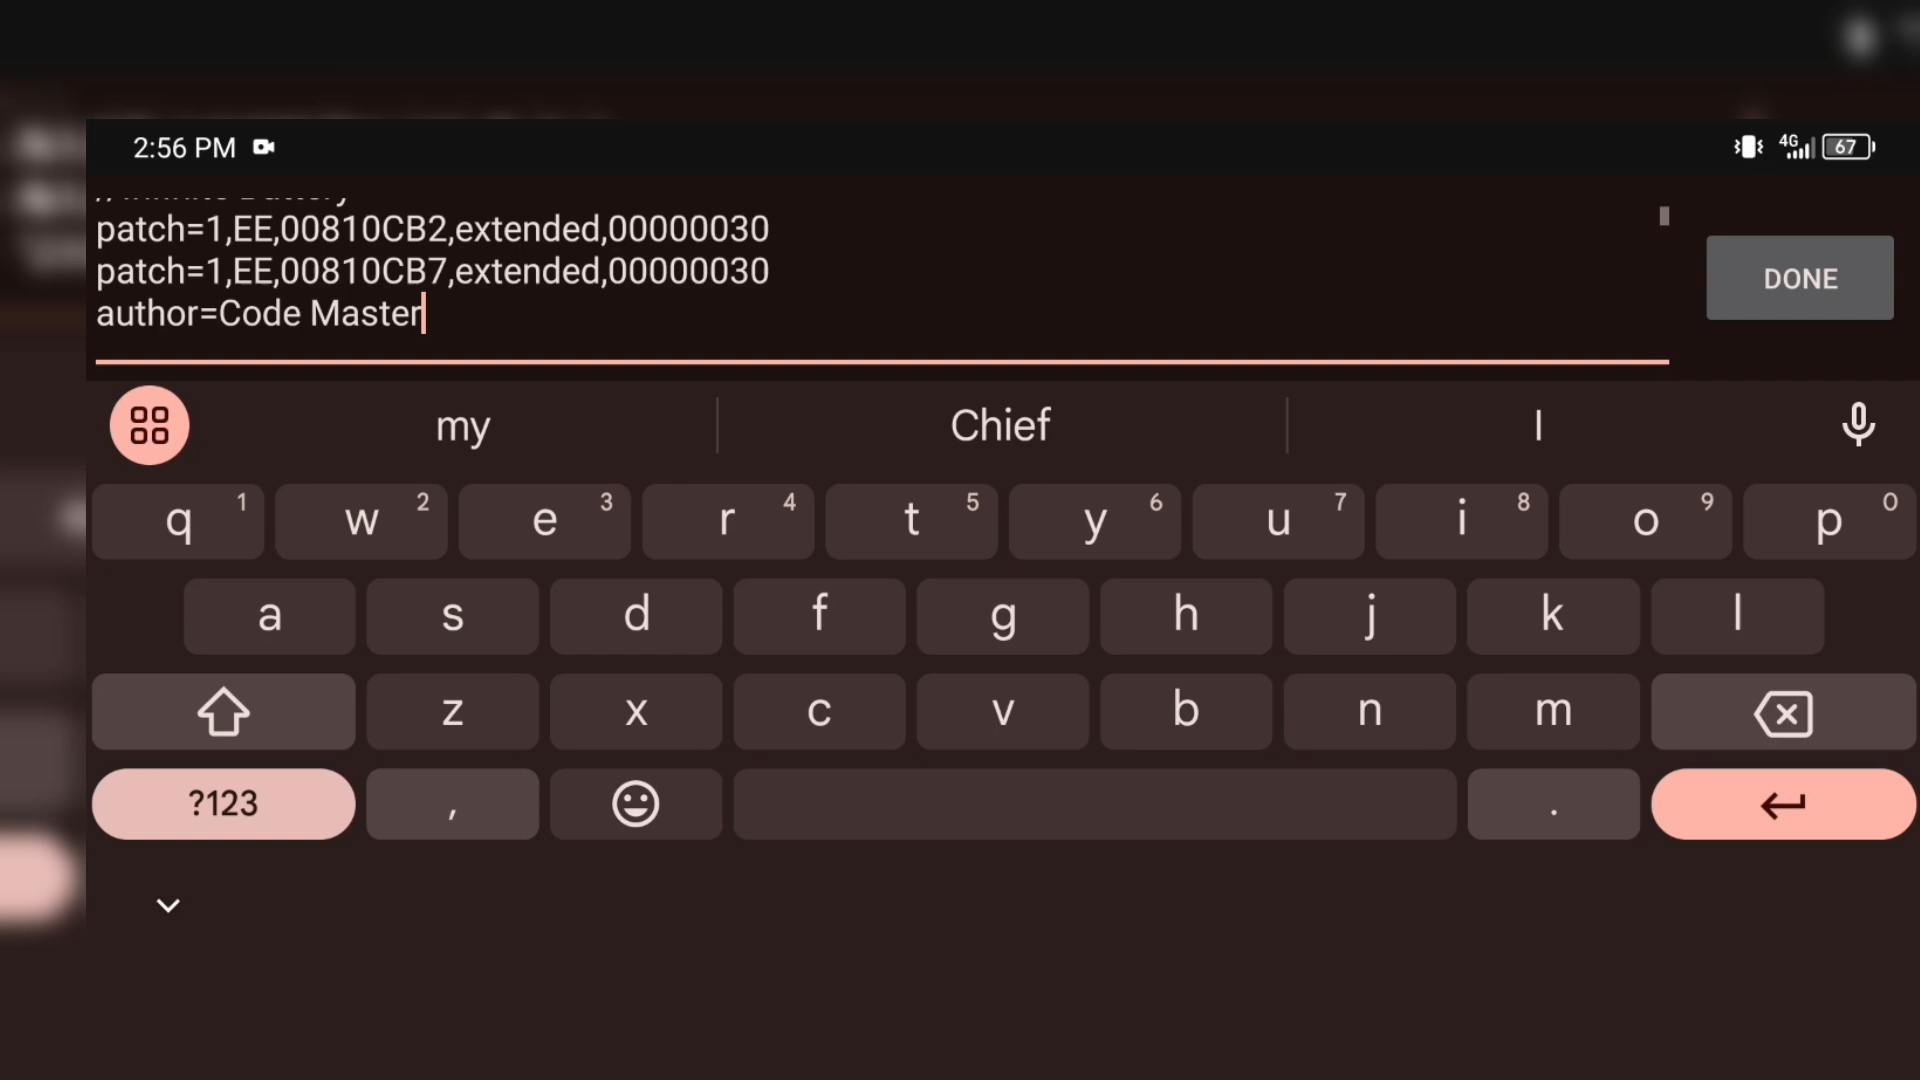 2:56 PM
4G
67
patch=1,EE,00810CB2,extended,00000030
patch=1,EE,00810CB7,extended,00000030
author=Code Master
DONE
my Chief I
q 1 w 2 e 3 r 4 t 5 y 6 u 7 i 8 o 9 p 0
a s d f g h j k l
z x c v b n m
?123 , .